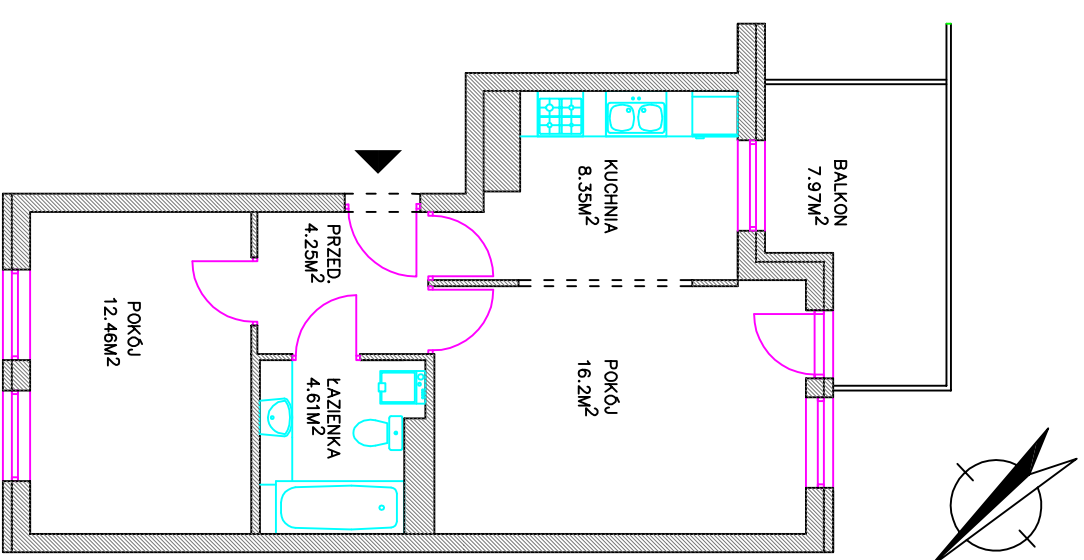 BALKON
7.97M²
KUCHNIA
8.35M²
PRZED.
4.25M²
POKÓJ
12.46M²
POKÓJ
16.2M²
ŁAZIENKA
4.61M²